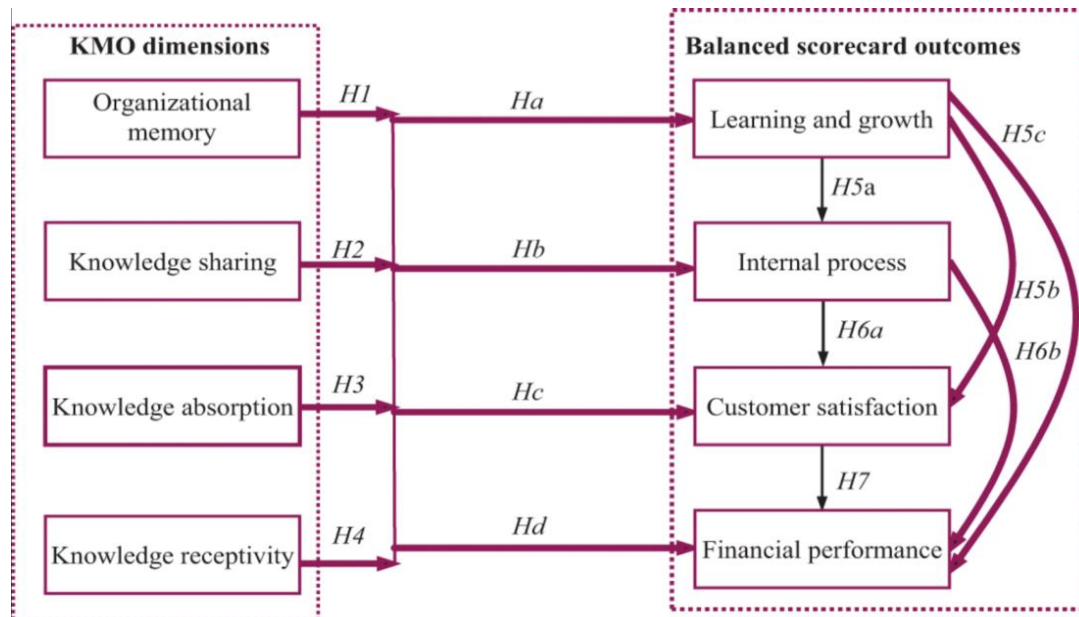 KMO dimensions
Organizational
memory
Knowledge sharing
Knowledge absorption
Knowledge receptivity
H1
H2
H3
H4
Ha
Hb
Hc
Hd
Balanced scorecard outcomes
Learning and growth
H5a
Internal process
H6a
Customer satisfaction
H7
Financial performance
H5c
H5b
H6b